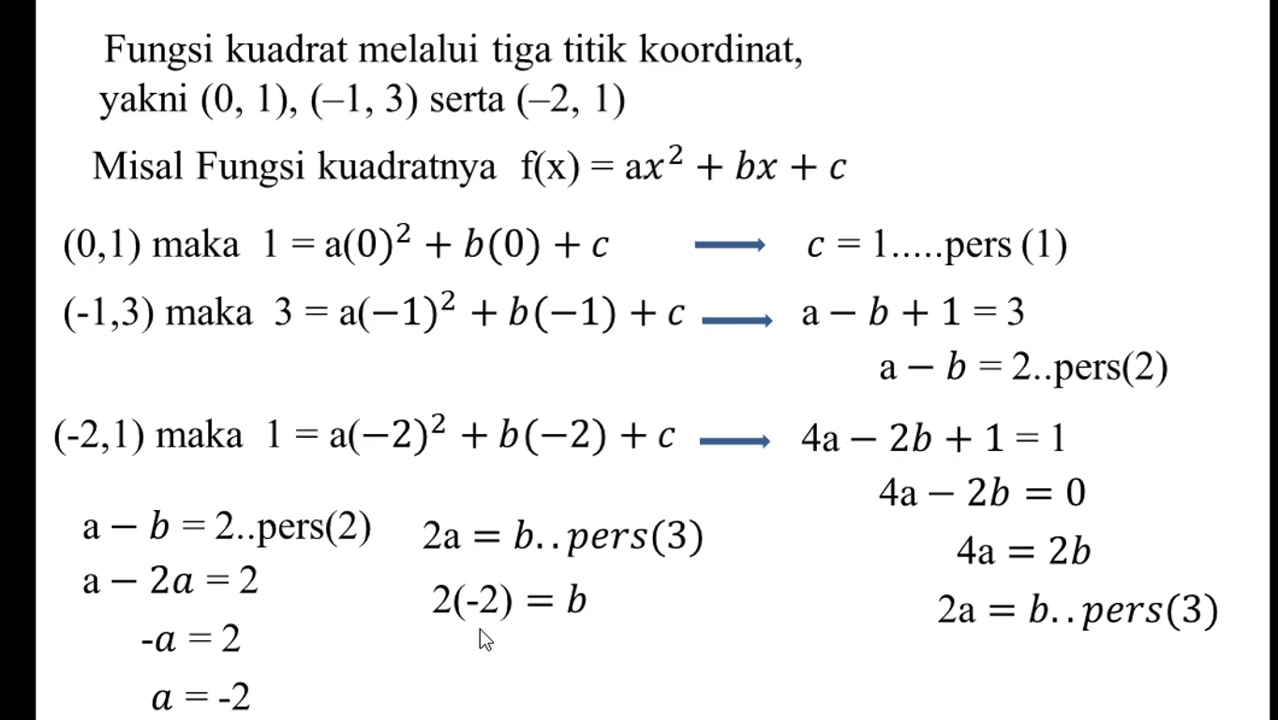 Fungsi kuadrat melalui tiga titik koordinat,
yakni (0, 1), (–1, 3) serta (–2, 1)
Misal Fungsi kuadratnya f(x) = ax² + bx + c
(0,1) maka 1 = a(0)² + b(0) + c → c = 1.....pers (1)
(-1,3) maka 3 = a(−1)² + b(−1) + c → a − b + 1 = 3
a − b = 2..pers(2)
(-2,1) maka 1 = a(−2)² + b(−2) + c → 4a − 2b + 1 = 1
4a − 2b = 0
4a = 2b
2a = b..pers(3)
a − b = 2..pers(2)
a − 2a = 2
-a = 2
a = -2
2a = b..pers(3)
2(-2) = b